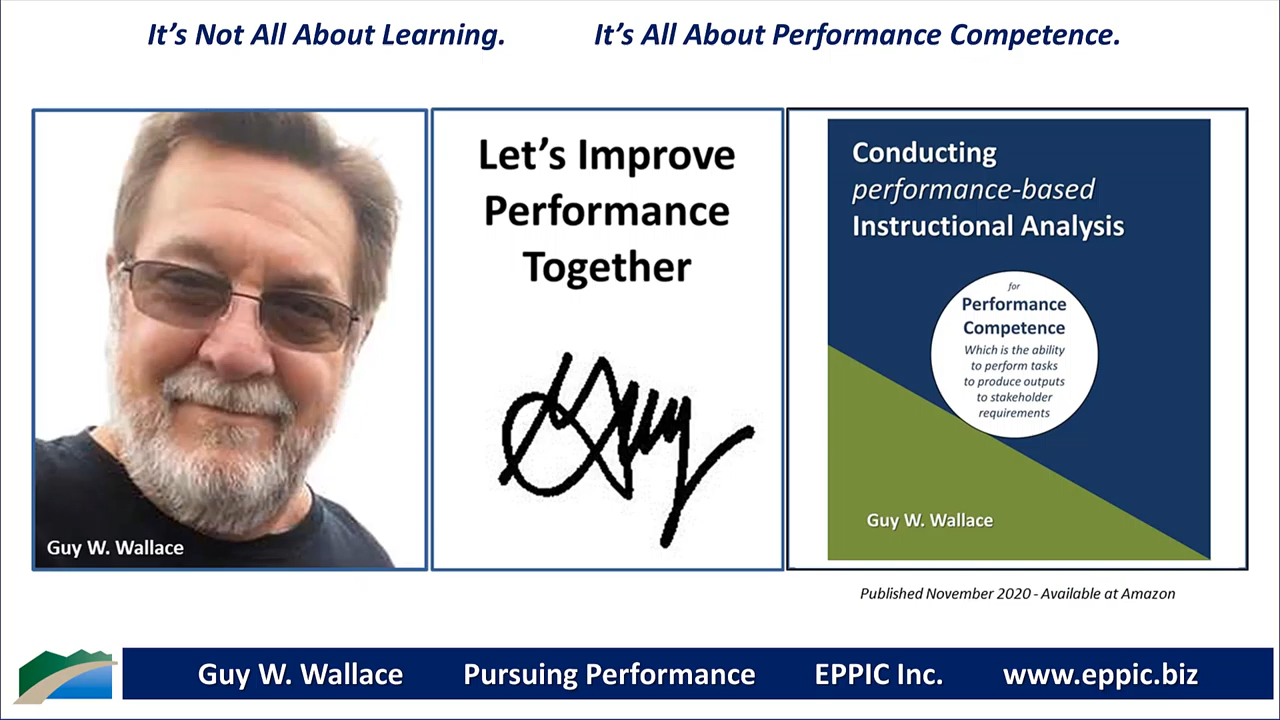 It's Not All About Learning. It's All About Performance Competence.
Guy W. Wallace
Let's Improve
Performance
Together
Guy
Conducting
performance-based
Instructional Analysis
for
Performance
Competence
Which is the ability
to perform tasks
to produce outputs
to stakeholder
requirements
Guy W. Wallace
Published November 2020 - Available at Amazon
Guy W. Wallace Pursuing Performance EPPIC Inc. www.eppic.biz